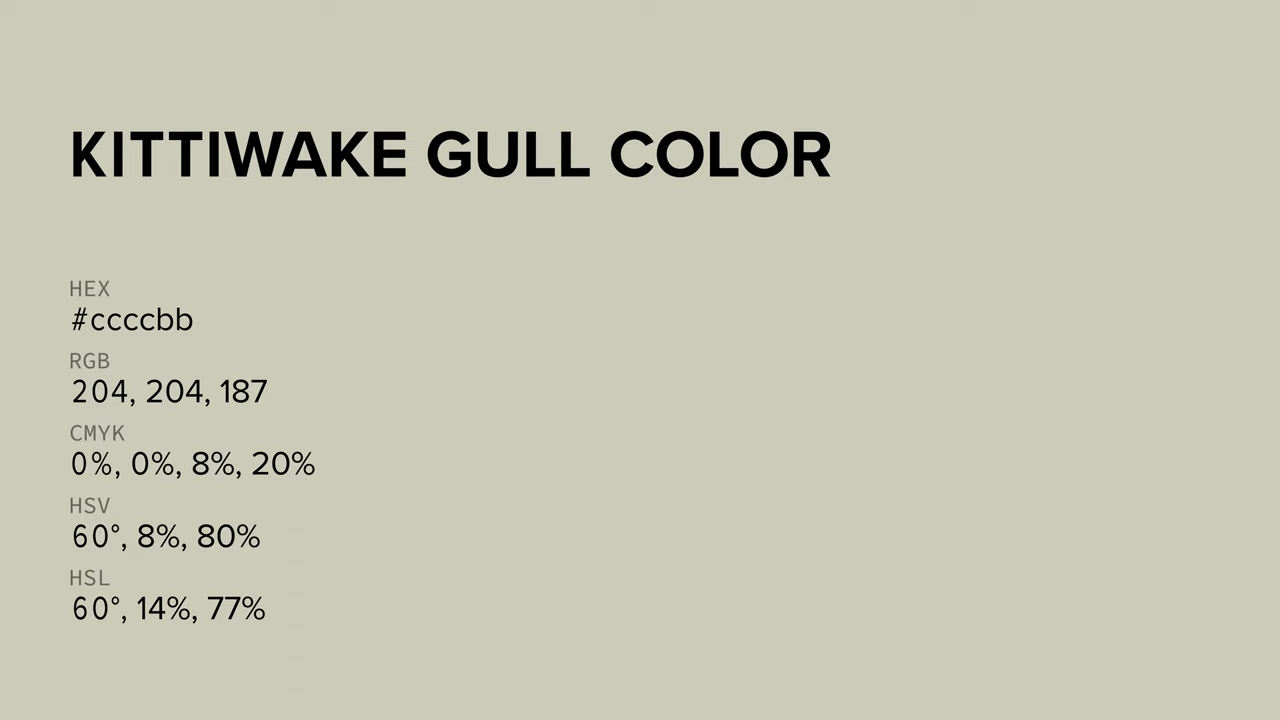 KITTIWAKE GULL COLOR
HEX
#ccccbb
RGB
204, 204, 187
CMYK
0%, 0%, 8%, 20%
HSV
60°, 8%, 80%
HSL
60°, 14%, 77%